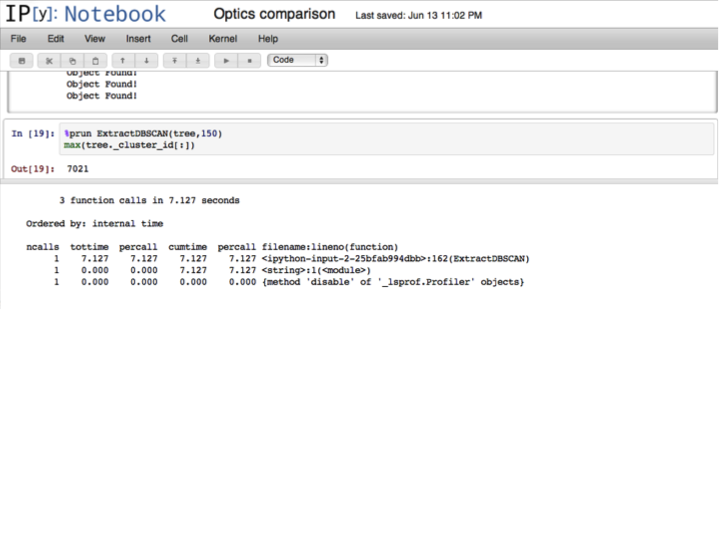 IP[y]: Notebook Optics comparison Last saved: Jun 13 11:02 PM
File Edit View Insert Cell Kernel Help
Code
Object Found!
Object Found!
Object Found!
In [19]: %prun ExtractDBSCAN(tree,150)
max(tree._cluster_id[:])
Out[19]: 7021
3 function calls in 7.127 seconds
Ordered by: internal time
ncalls tottime percall cumtime percall filename:lineno(function)
1 7.127 7.127 7.127 7.127 <ipython-input-2-25bfab994dbb>:162(ExtractDBSCAN)
1 0.000 0.000 7.127 7.127 <string>:1(<module>)
1 0.000 0.000 0.000 0.000 {method 'disable' of '_lsprof.Profiler' objects}